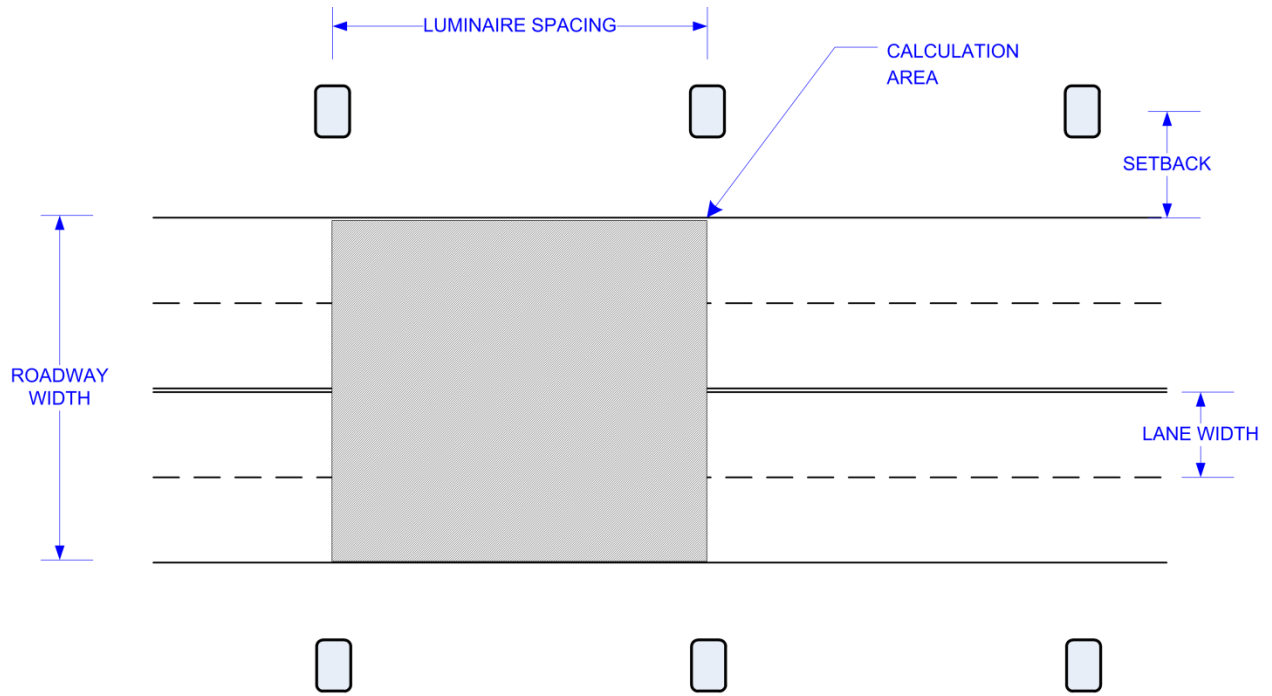 LUMINAIRE SPACING
CALCULATION
AREA
SETBACK
ROADWAY
WIDTH
LANE WIDTH